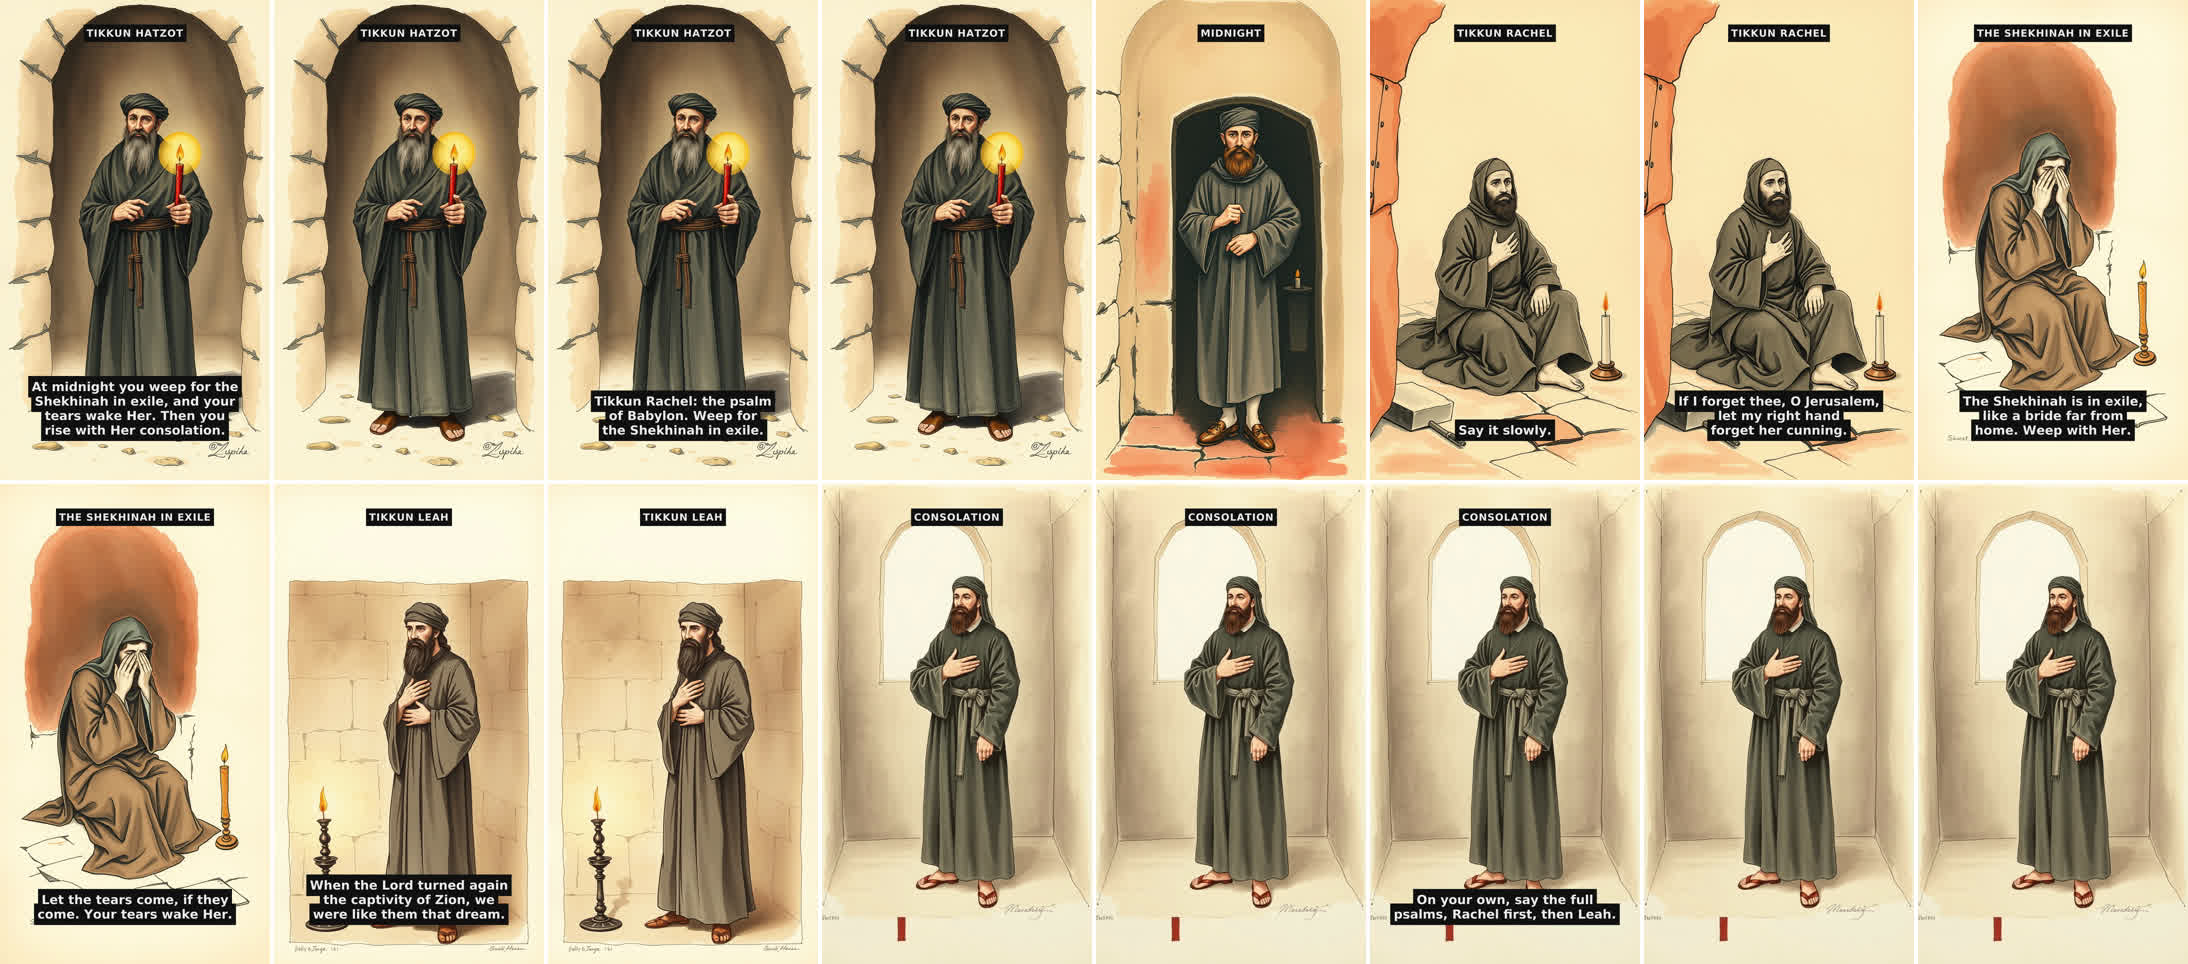 TIKKUN HATZOT
At midnight you weep for the
Shekhinah in exile, and your
tears wake Her. Then you
rise with Her consolation.
TIKKUN HATZOT
TIKKUN HATZOT
Tikkun Rachel: the psalm
of Babylon. Weep for
the Shekhinah in exile.
TIKKUN HATZOT
MIDNIGHT
TIKKUN RACHEL
Say it slowly.
TIKKUN RACHEL
If I forget thee, O Jerusalem,
let my right hand
forget her cunning.
THE SHEKHINAH IN EXILE
The Shekhinah is in exile,
like a bride far from
home. Weep with Her.
THE SHEKHINAH IN EXILE
Let the tears come, if they
come. Your tears wake Her.
TIKKUN LEAH
When the Lord turned again
the captivity of Zion, we
were like them that dream.
TIKKUN LEAH
CONSOLATION
CONSOLATION
CONSOLATION
On your own, say the full
psalms, Rachel first, then Leah.